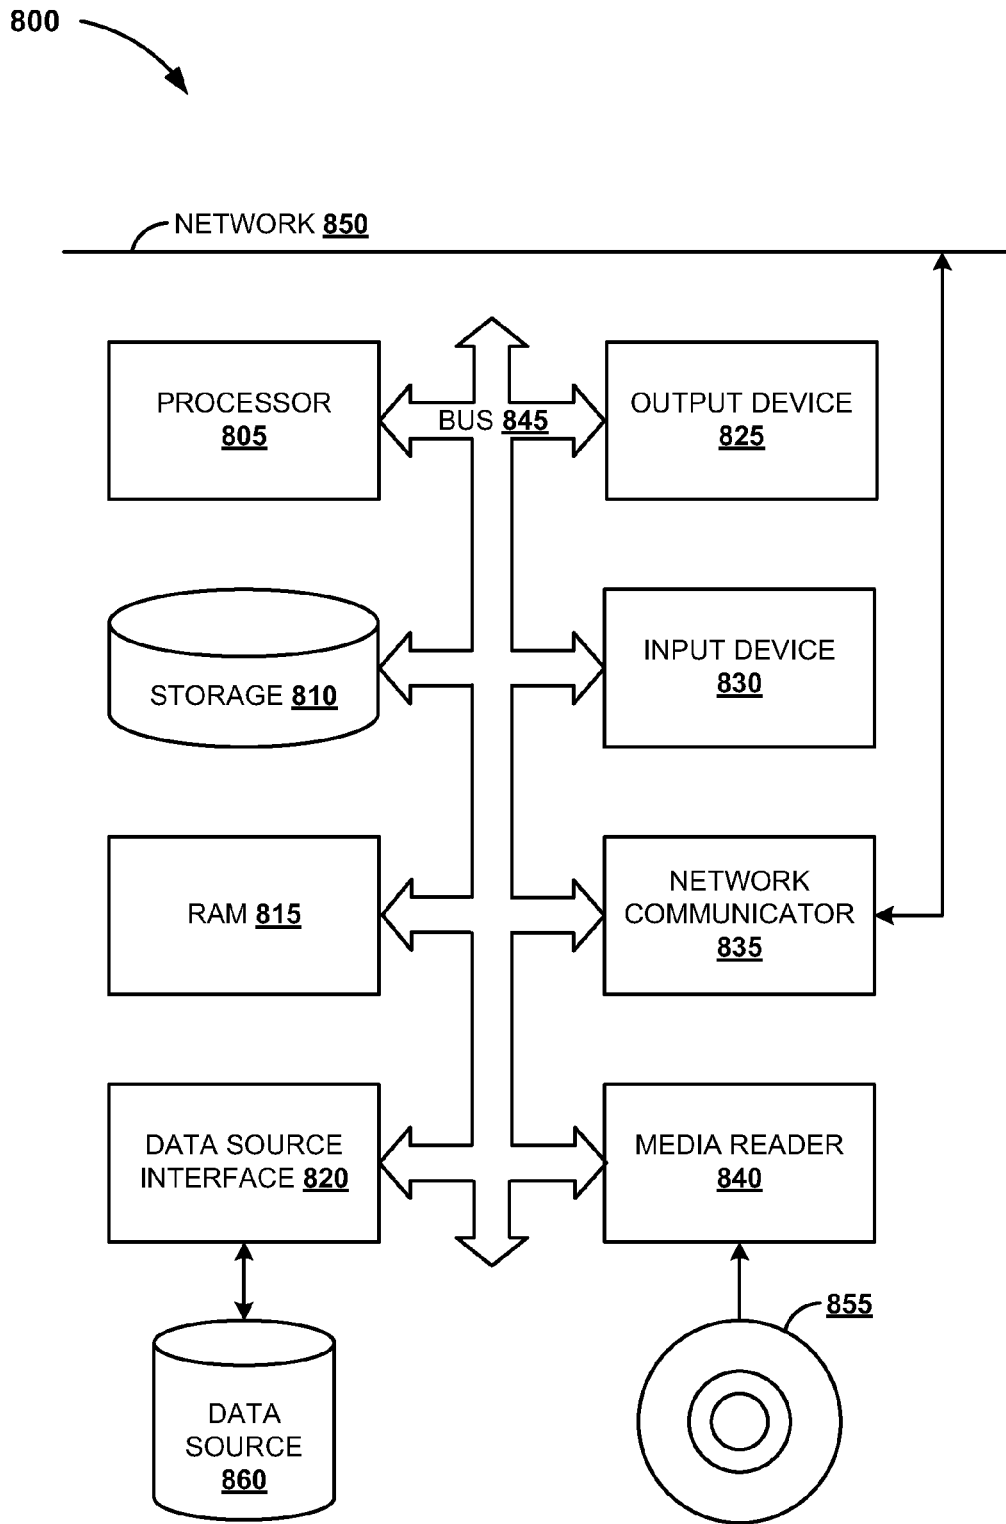 800
NETWORK 850
PROCESSOR
805
BUS 845
OUTPUT DEVICE
825
STORAGE 810
INPUT DEVICE
830
RAM 815
NETWORK
COMMUNICATOR
835
DATA SOURCE
INTERFACE 820
MEDIA READER
840
855
DATA
SOURCE
860